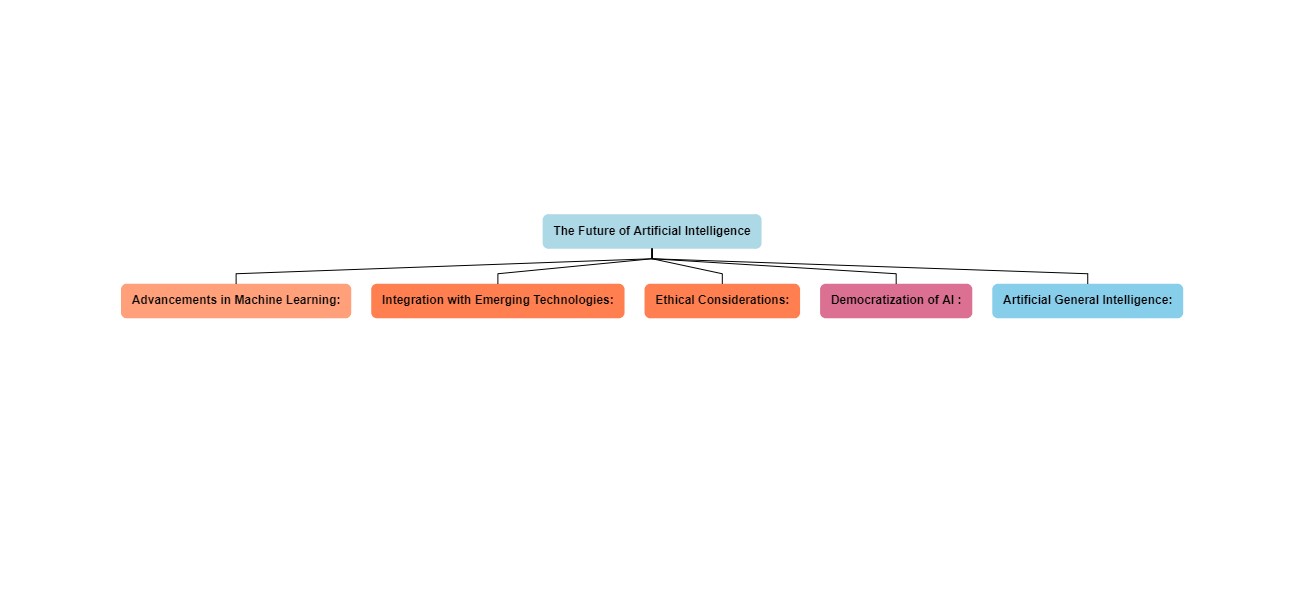 The Future of Artificial Intelligence
Advancements in Machine Learning:
Integration with Emerging Technologies:
Ethical Considerations:
Democratization of AI :
Artificial General Intelligence: